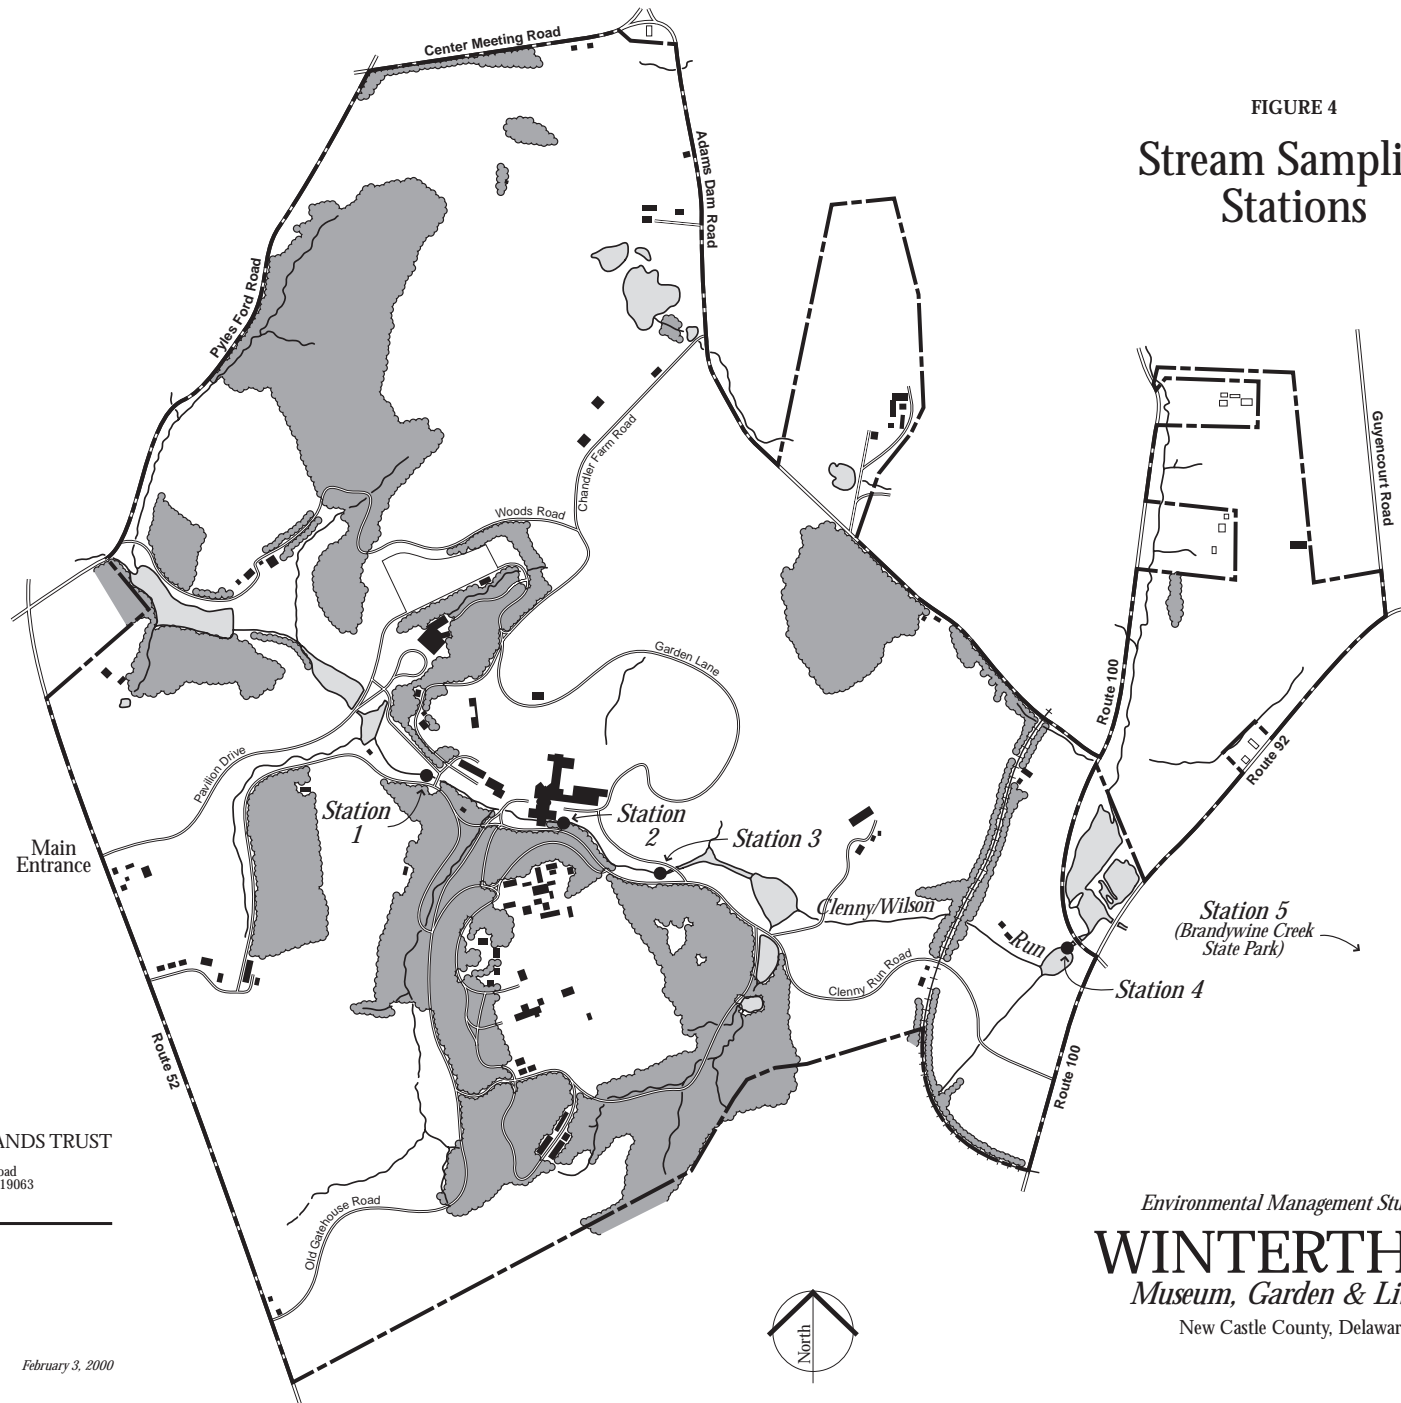 FIGURE 4
Stream Sampli
Stations
Center Meeting Road
Adams Dam Road
Pyles Ford Road
Guyencourt Road
Chandler Farm Road
Woods Road
Garden Lane
Route 100
Route 92
Pavilion Drive
Station
1
Station
2
Station 3
Main
Entrance
Clenny/Wilson
Run
Station 5
(Brandywine Creek
State Park)
Clenny Run Road
Station 4
Route 52
Route 100
ANDS TRUST
oad
19063
Old Gatehouse Road
Environmental Management Stu
WINTERTH
Museum, Garden & Li
New Castle County, Delawar
North
February 3, 2000